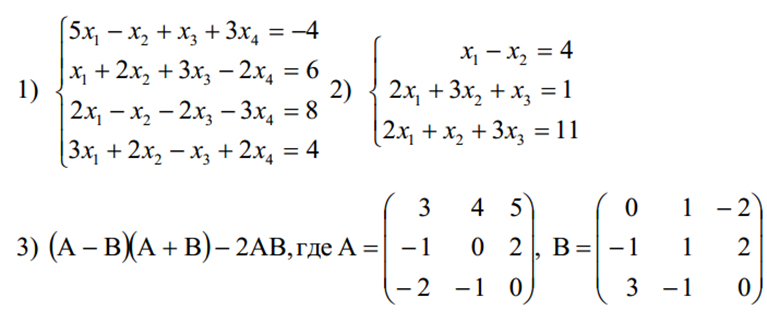 1) { 5x₁ − x₂ + x₃ + 3x₄ = −4
x₁ + 2x₂ + 3x₃ − 2x₄ = 6
2x₁ − x₂ − 2x₃ − 3x₄ = 8
3x₁ + 2x₂ − x₃ + 2x₄ = 4
2) { x₁ − x₂ = 4
2x₁ + 3x₂ + x₃ = 1
2x₁ + x₂ + 3x₃ = 11
3) (A − B)(A + B) − 2AB, где A = ( 3 4 5
−1 0 2
−2 −1 0 ), B = ( 0 1 −2
−1 1 2
3 −1 0 )